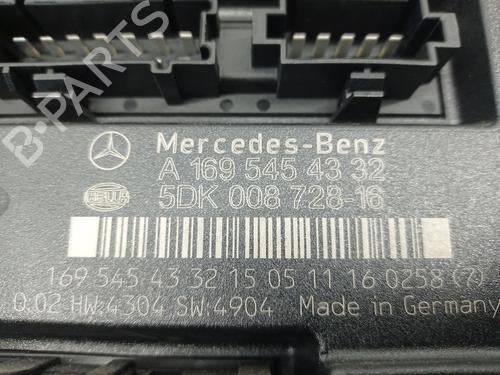 B-PARTS
Mercedes-Benz
A 169 545 43 32
HELLA
5DK 008 728-16
169 545 43 32 15 05 11 16 0258 (7)
Q:02 HW:4304 SW:4904 Made in Germany